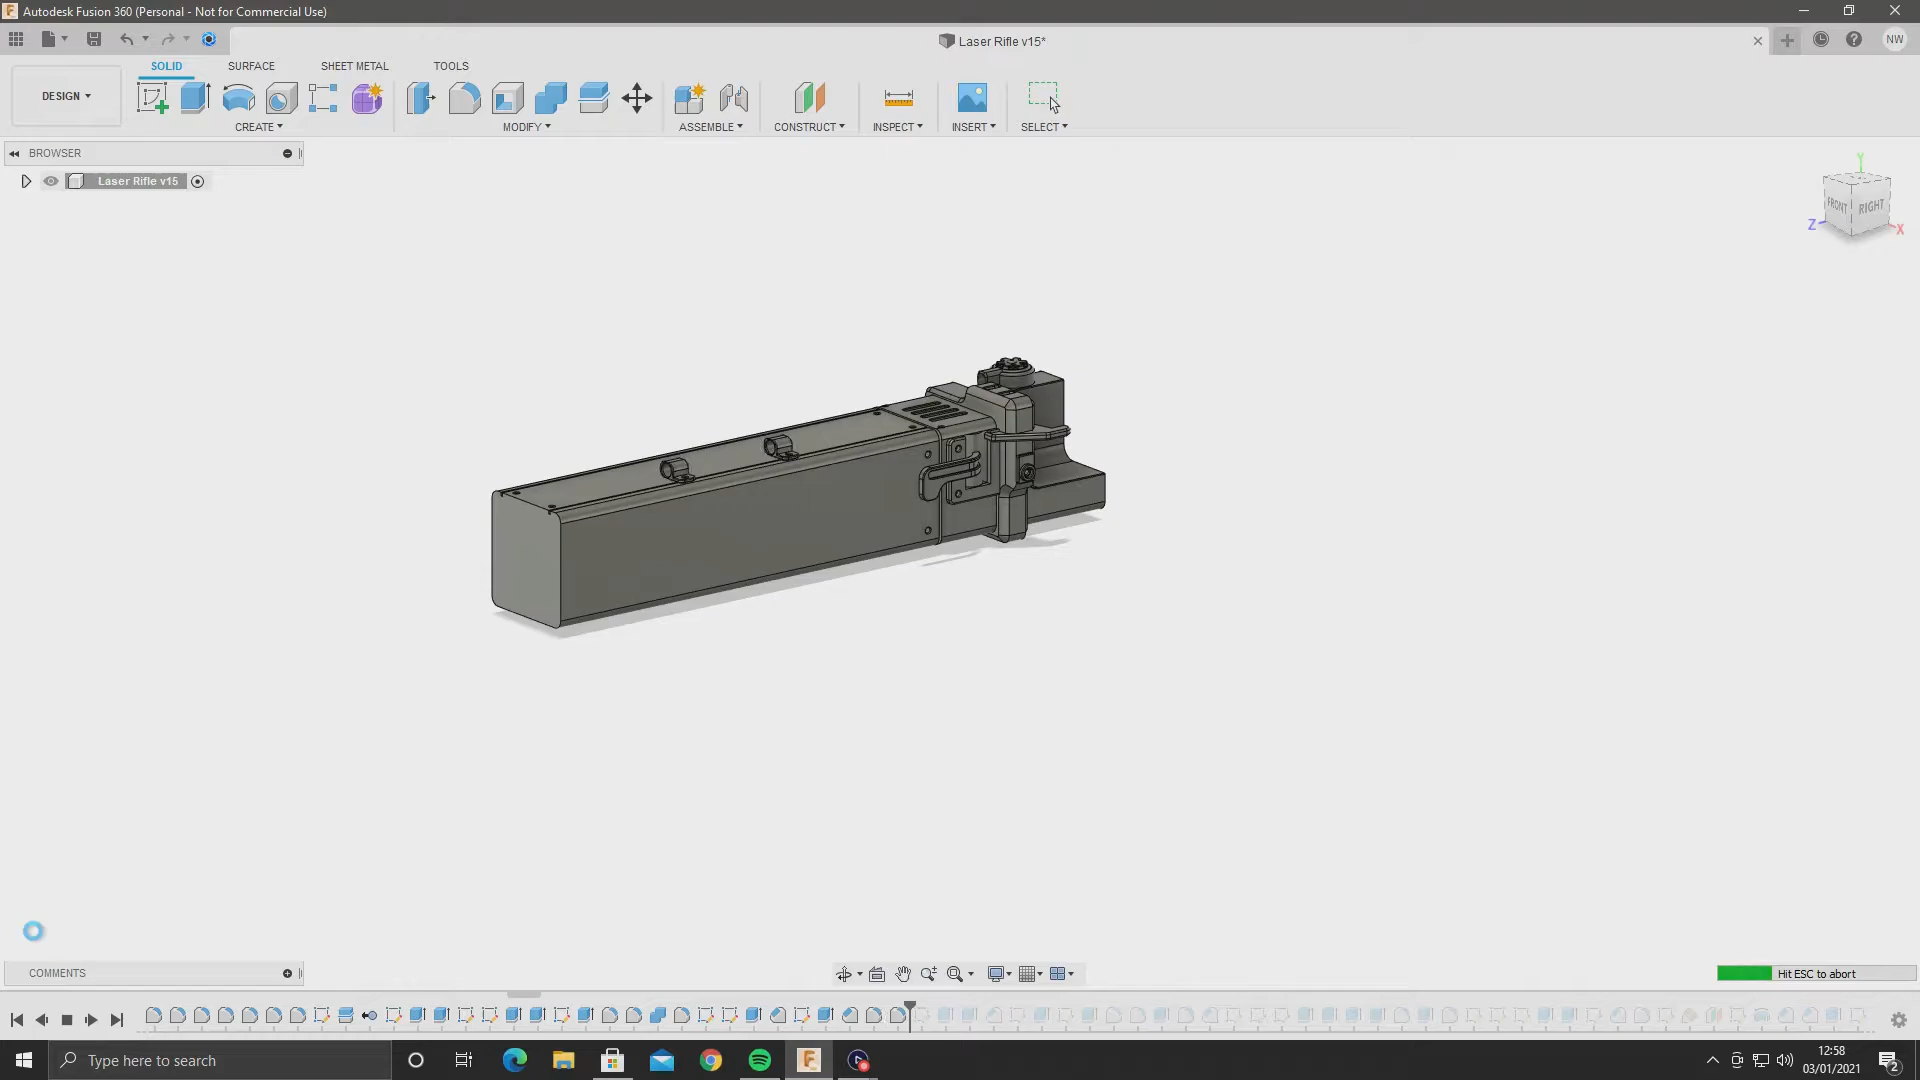 Autodesk Fusion 360 (Personal - Not for Commercial Use)
Laser Rifle v15*
NW
SOLID SURFACE SHEET METAL TOOLS
DESIGN
CREATE MODIFY ASSEMBLE CONSTRUCT INSPECT INSERT SELECT
BROWSER
Laser Rifle v15
Y
FRONT RIGHT
Z X
COMMENTS
Hit ESC to abort
Type here to search
12:58
03/01/2021
2